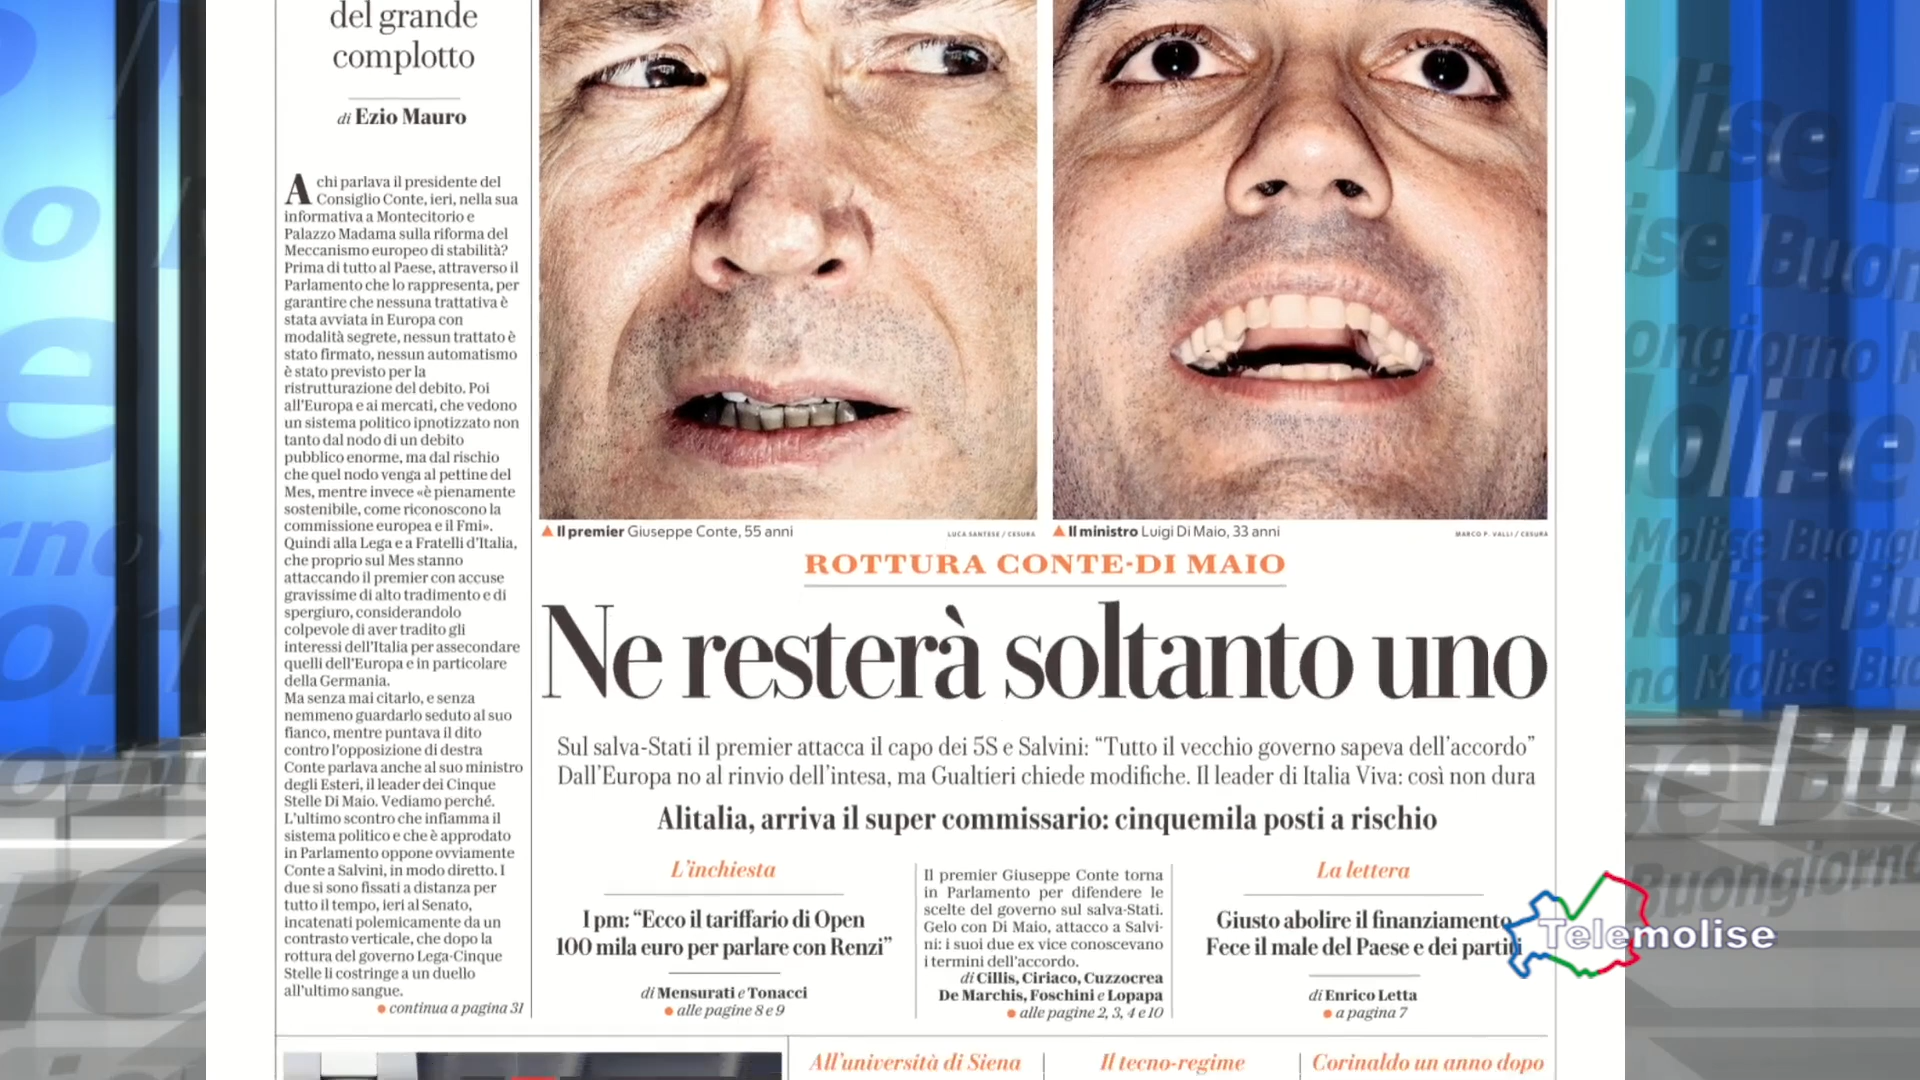 del grande
complotto
di Ezio Mauro
A chi parlava il presidente del
Consiglio Conte, ieri, nella sua
informativa a Montecitorio e
Palazzo Madama sulla riforma del
Meccanismo europeo di stabilità?
Prima di tutto al Paese, attraverso il
Parlamento che lo rappresenta, per
garantire che nessuna trattativa è
stata avviata in Europa con
modalità segrete, nessun trattato è
stato firmato, nessun automatismo
è stato previsto per la
ristrutturazione del debito. Poi
all'Europa e ai mercati, che vedono
un sistema politico ipnotizzato non
tanto dal nodo di un debito
pubblico enorme, ma dal rischio
che quel nodo venga al pettine del
Mes, mentre invece «è pienamente
sostenibile, come riconoscono la
commissione europea e il Fmi».
Quindi alla Lega e a Fratelli d'Italia,
che proprio sul Mes stanno
attaccando il premier con accuse
gravissime di alto tradimento e di
spergiuro, considerandolo
colpevole di aver tradito gli
interessi dell'Italia per assecondare
quelli dell'Europa e in particolare
della Germania.
Ma senza mai citarlo, e senza
nemmeno guardarlo seduto al suo
fianco, mentre puntava il dito
contro l'opposizione di destra
Conte parlava anche al suo ministro
degli Esteri, il leader dei Cinque
Stelle Di Maio. Vediamo perché.
L'ultimo scontro che infiamma il
sistema politico e che è approdato
in Parlamento oppone ovviamente
Conte a Salvini, in modo diretto. I
due si sono fissati a distanza per
tutto il tempo, ieri al Senato,
incatenati polemicamente da un
contrasto verticale, che dopo la
rottura del governo Lega-Cinque
Stelle li costringe a un duello
all'ultimo sangue.
● continua a pagina 31
▲ Il premier Giuseppe Conte, 55 anni
LUCA SANTESE / CESURA
▲ Il ministro Luigi Di Maio, 33 anni
MARCO P. VALLI / CESURA
ROTTURA CONTE-DI MAIO
Ne resterà soltanto uno
Sul salva-Stati il premier attacca il capo dei 5S e Salvini: “Tutto il vecchio governo sapeva dell'accordo”
Dall'Europa no al rinvio dell'intesa, ma Gualtieri chiede modifiche. Il leader di Italia Viva: così non dura
Alitalia, arriva il super commissario: cinquemila posti a rischio
L'inchiesta
I pm: “Ecco il tariffario di Open
100 mila euro per parlare con Renzi”
di Mensurati e Tonacci
● alle pagine 8 e 9
Il premier Giuseppe Conte torna
in Parlamento per difendere le
scelte del governo sul salva-Stati.
Gelo con Di Maio, attacco a Salvi-
ni: i suoi due ex vice conoscevano
i termini dell'accordo.
di Cillis, Ciriaco, Cuzzocrea
De Marchis, Foschini e Lopapa
● alle pagine 2, 3, 4 e 10
La lettera
Giusto abolire il finanziamento
Fece il male del Paese e dei partiti
di Enrico Letta
● a pagina 7
Telemolise
All'università di Siena
Il tecno-regime
Corinaldo un anno dopo